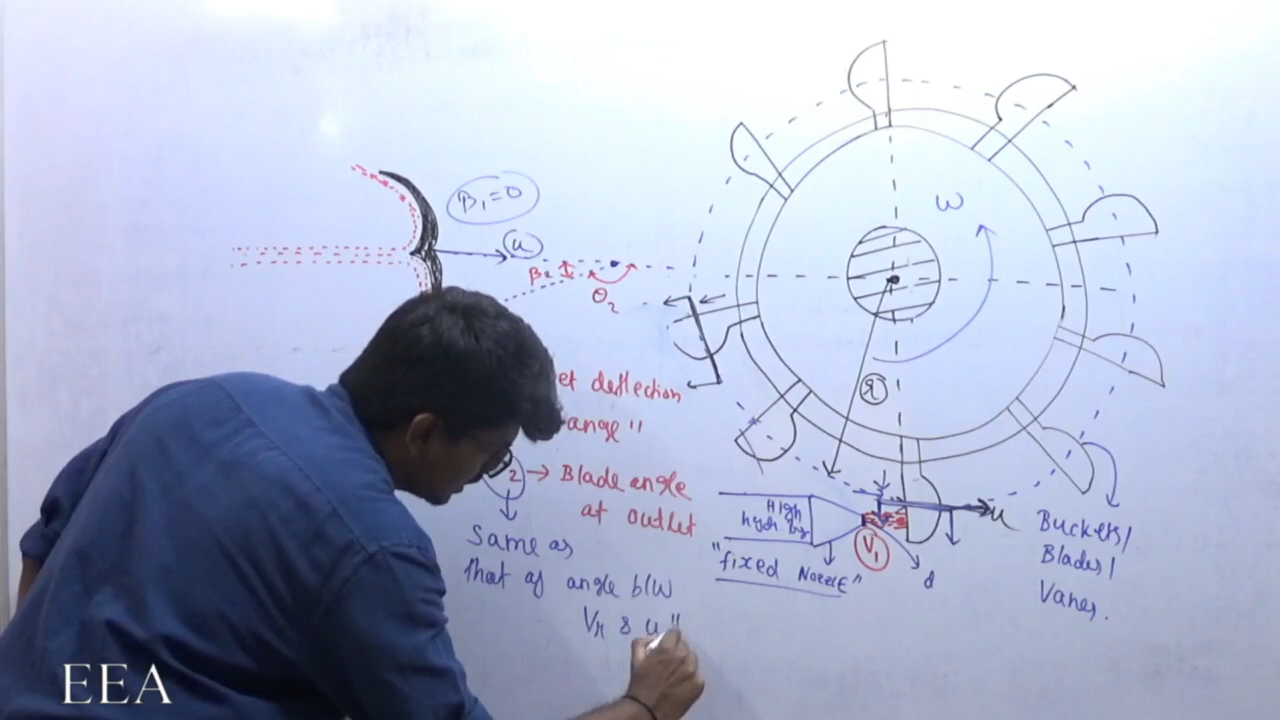 β₁=0
u
β₂
θ₂
et deflection
angle"
2 → Blade angle
at outlet
Same as
that of angle b/w
Vr & u"
ω
r
High
"fixed Nozzle"
V₁
d
u
Buckets/
Blades/
Vanes.
EEA